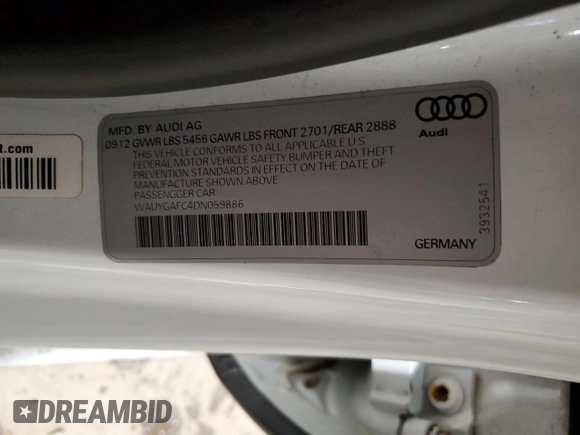 MFD. BY AUDI AG
0912 GVWR LBS 5456 GAWR LBS FRONT 2701/REAR 2888
THIS VEHICLE CONFORMS TO ALL APPLICABLE U.S.
FEDERAL MOTOR VEHICLE SAFETY, BUMPER AND THEFT
PREVENTION STANDARDS IN EFFECT ON THE DATE OF
MANUFACTURE SHOWN ABOVE
PASSENGGER CAR
WAUYGAFC4DN059886
Audi
3932541
GERMANY
t.com
DREAMBID